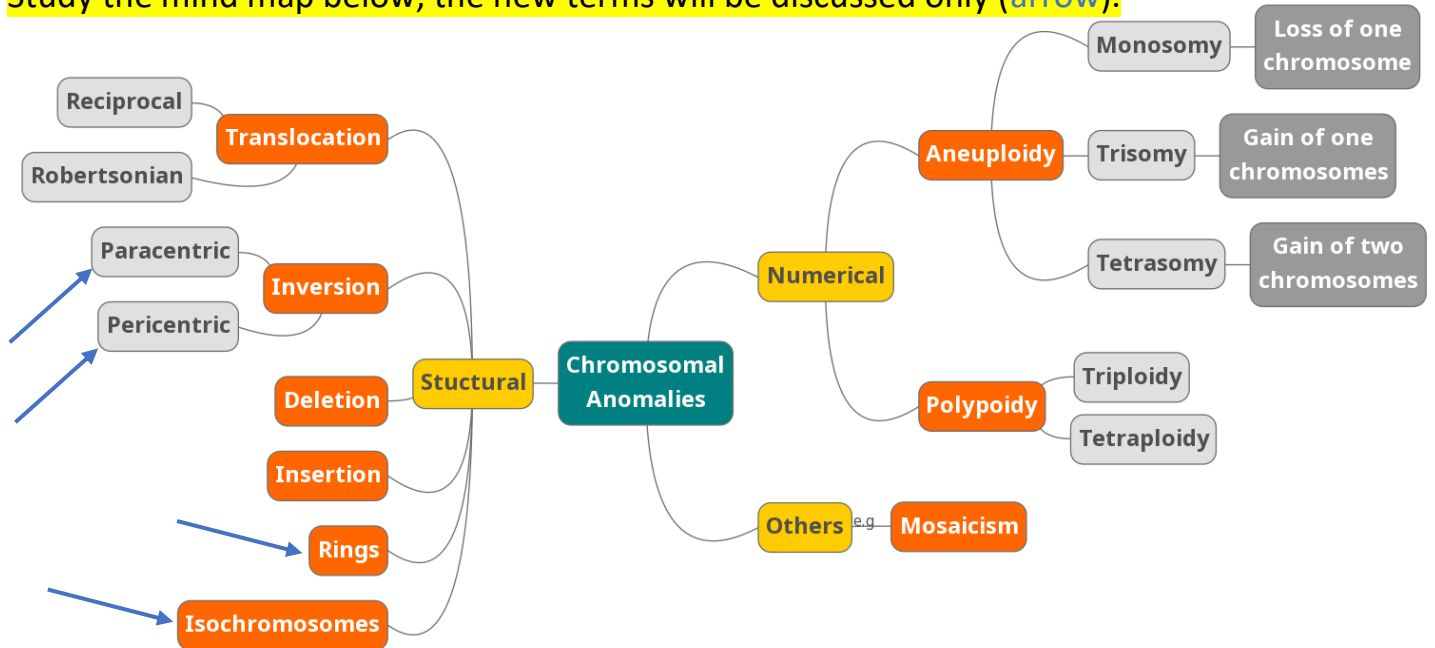 Study the mind map below, the new terms will be discussed only (arrow).
Reciprocal
Translocation
Robertsonian
Paracentric
Inversion
Pericentric
Deletion
Insertion
Rings
Isochromosomes
Stuctural
Chromosomal
Anomalies
Numerical
Aneuploidy
Monosomy
Loss of one
chromosome
Trisomy
Gain of one
chromosomes
Tetrasomy
Gain of two
chromosomes
Polypoidy
Triploidy
Tetraploidy
Others
e.g
Mosaicism